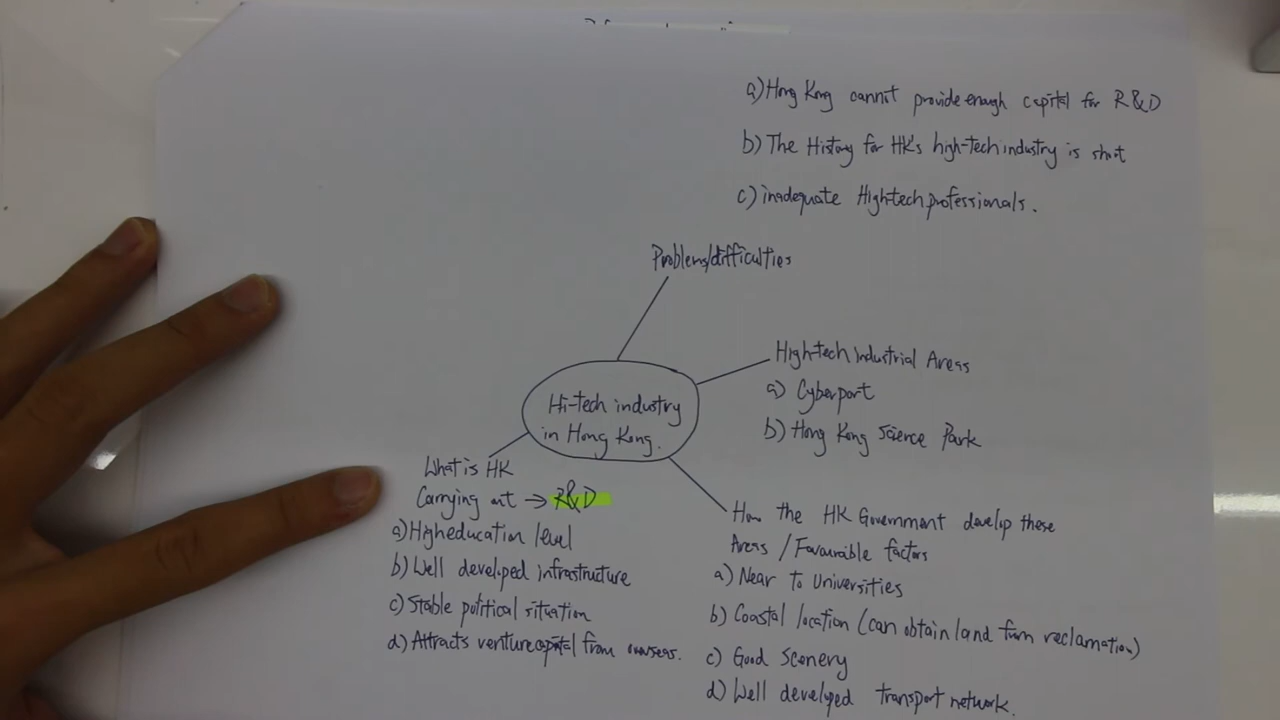 a) Hong Kong cannot provide enough capital for R&D
b) The History for HK's high-tech industry is short
c) inadequate High-tech professionals.
Problems/difficulties
High-tech Industrial Areas
a) Cyberport
b) Hong Kong Science Park
Hi-tech industry
in Hong Kong.
What is HK
Carrying out → R&D
a) High education level
b) Well developed infrastructure
c) Stable political situation
d) Attracts venture capital from overseas.
How the HK Government develop these
Areas / Favourable factors
a) Near to Universities
b) Coastal location (can obtain land from reclamation)
c) Good Scenery
d) Well developed transport network.